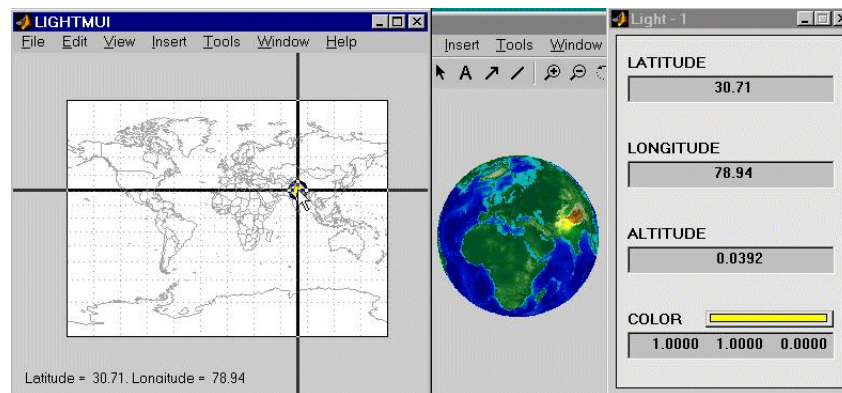 LIGHTMUI
File Edit View Insert Tools Window Help
Latitude = 30.71, Longitude = 78.94
Insert Tools Window
A
Light - 1
LATITUDE
30.71
LONGITUDE
78.94
ALTITUDE
0.0392
COLOR
1.0000 1.0000 0.0000